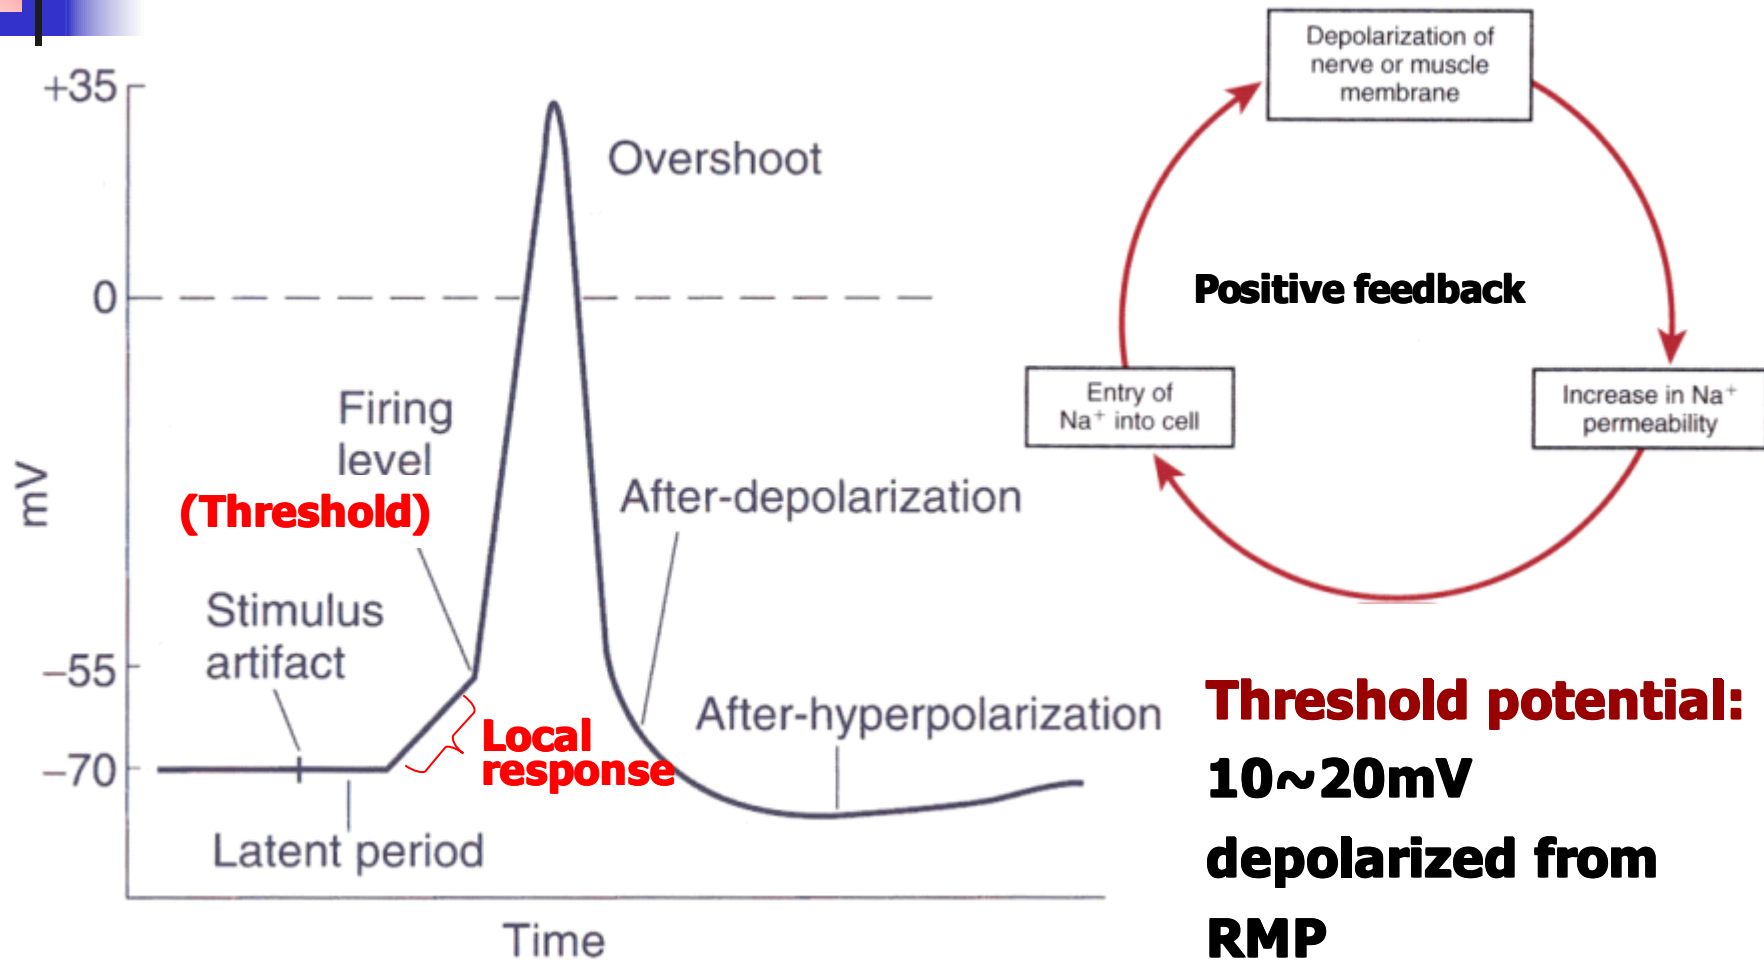 +35
Overshoot
0
Firing
level
(Threshold)
After-depolarization
mV
Stimulus
artifact
−55
After-hyperpolarization
Local
response
−70
Latent period
Time
Depolarization of
nerve or muscle
membrane
Positive feedback
Entry of
Na⁺ into cell
Increase in Na⁺
permeability
Threshold potential:
10~20mV
depolarized from
RMP